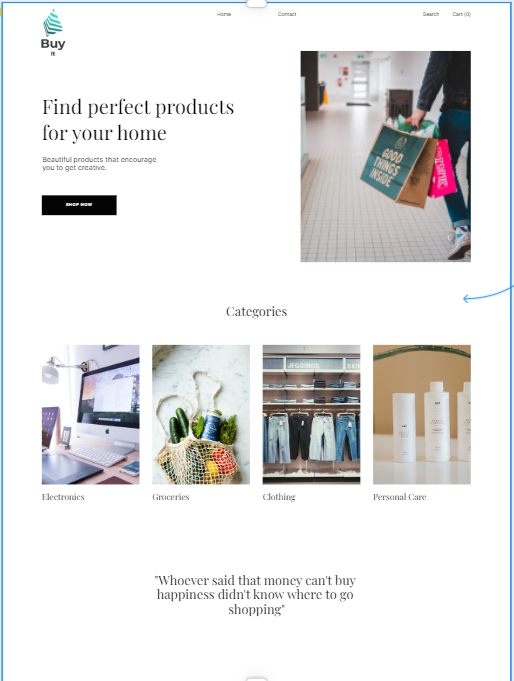 Buy
It
Home
Contact
Search
Cart (0)
Find perfect products
for your home
Beautiful products that encourage
you to get creative.
SHOP NOW
GOOD
THINGS
INSIDE
Categories
JEGGINGS
SKIN
Electronics
Groceries
Clothing
Personal Care
"Whoever said that money can't buy
happiness didn't know where to go
shopping"